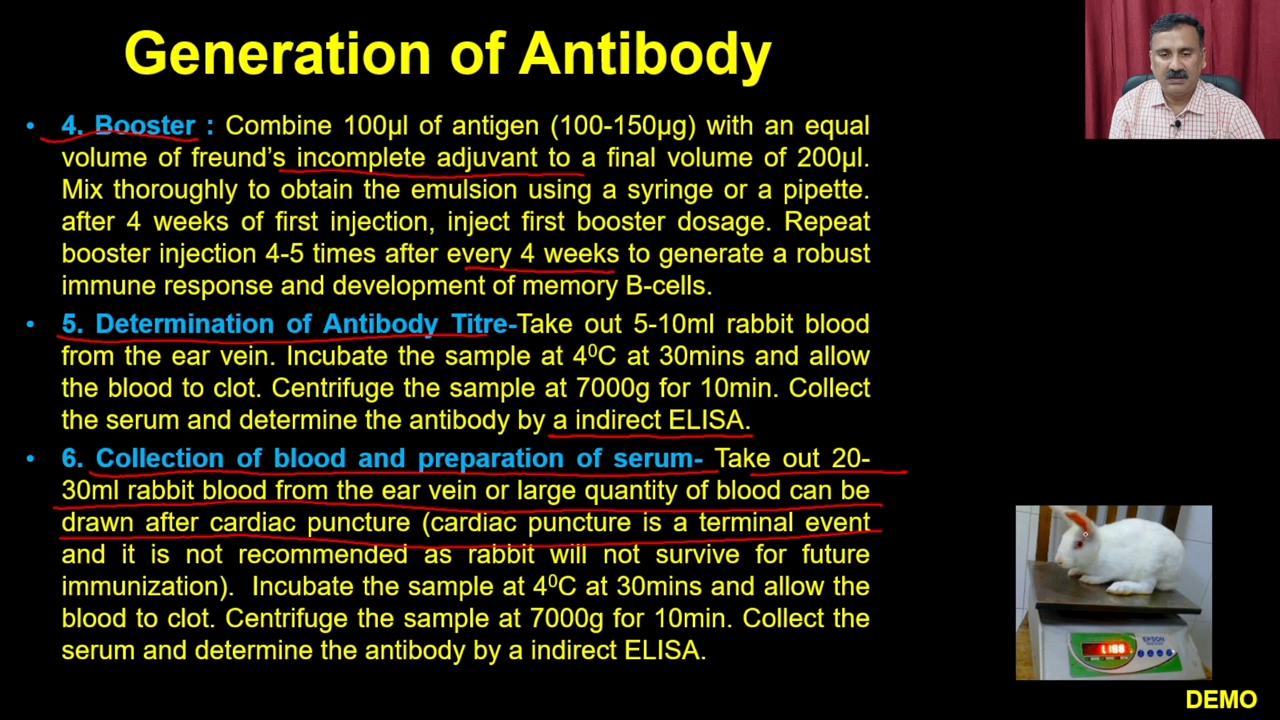 Generation of Antibody
• 4. Booster : Combine 100µl of antigen (100-150µg) with an equal
volume of freund's incomplete adjuvant to a final volume of 200µl.
Mix thoroughly to obtain the emulsion using a syringe or a pipette.
after 4 weeks of first injection, inject first booster dosage. Repeat
booster injection 4-5 times after every 4 weeks to generate a robust
immune response and development of memory B-cells.
• 5. Determination of Antibody Titre-Take out 5-10ml rabbit blood
from the ear vein. Incubate the sample at 4⁰C at 30mins and allow
the blood to clot. Centrifuge the sample at 7000g for 10min. Collect
the serum and determine the antibody by a indirect ELISA.
• 6. Collection of blood and preparation of serum- Take out 20-
30ml rabbit blood from the ear vein or large quantity of blood can be
drawn after cardiac puncture (cardiac puncture is a terminal event
and it is not recommended as rabbit will not survive for future
immunization). Incubate the sample at 4⁰C at 30mins and allow the
blood to clot. Centrifuge the sample at 7000g for 10min. Collect the
serum and determine the antibody by a indirect ELISA.
EPSON
1.180
DEMO